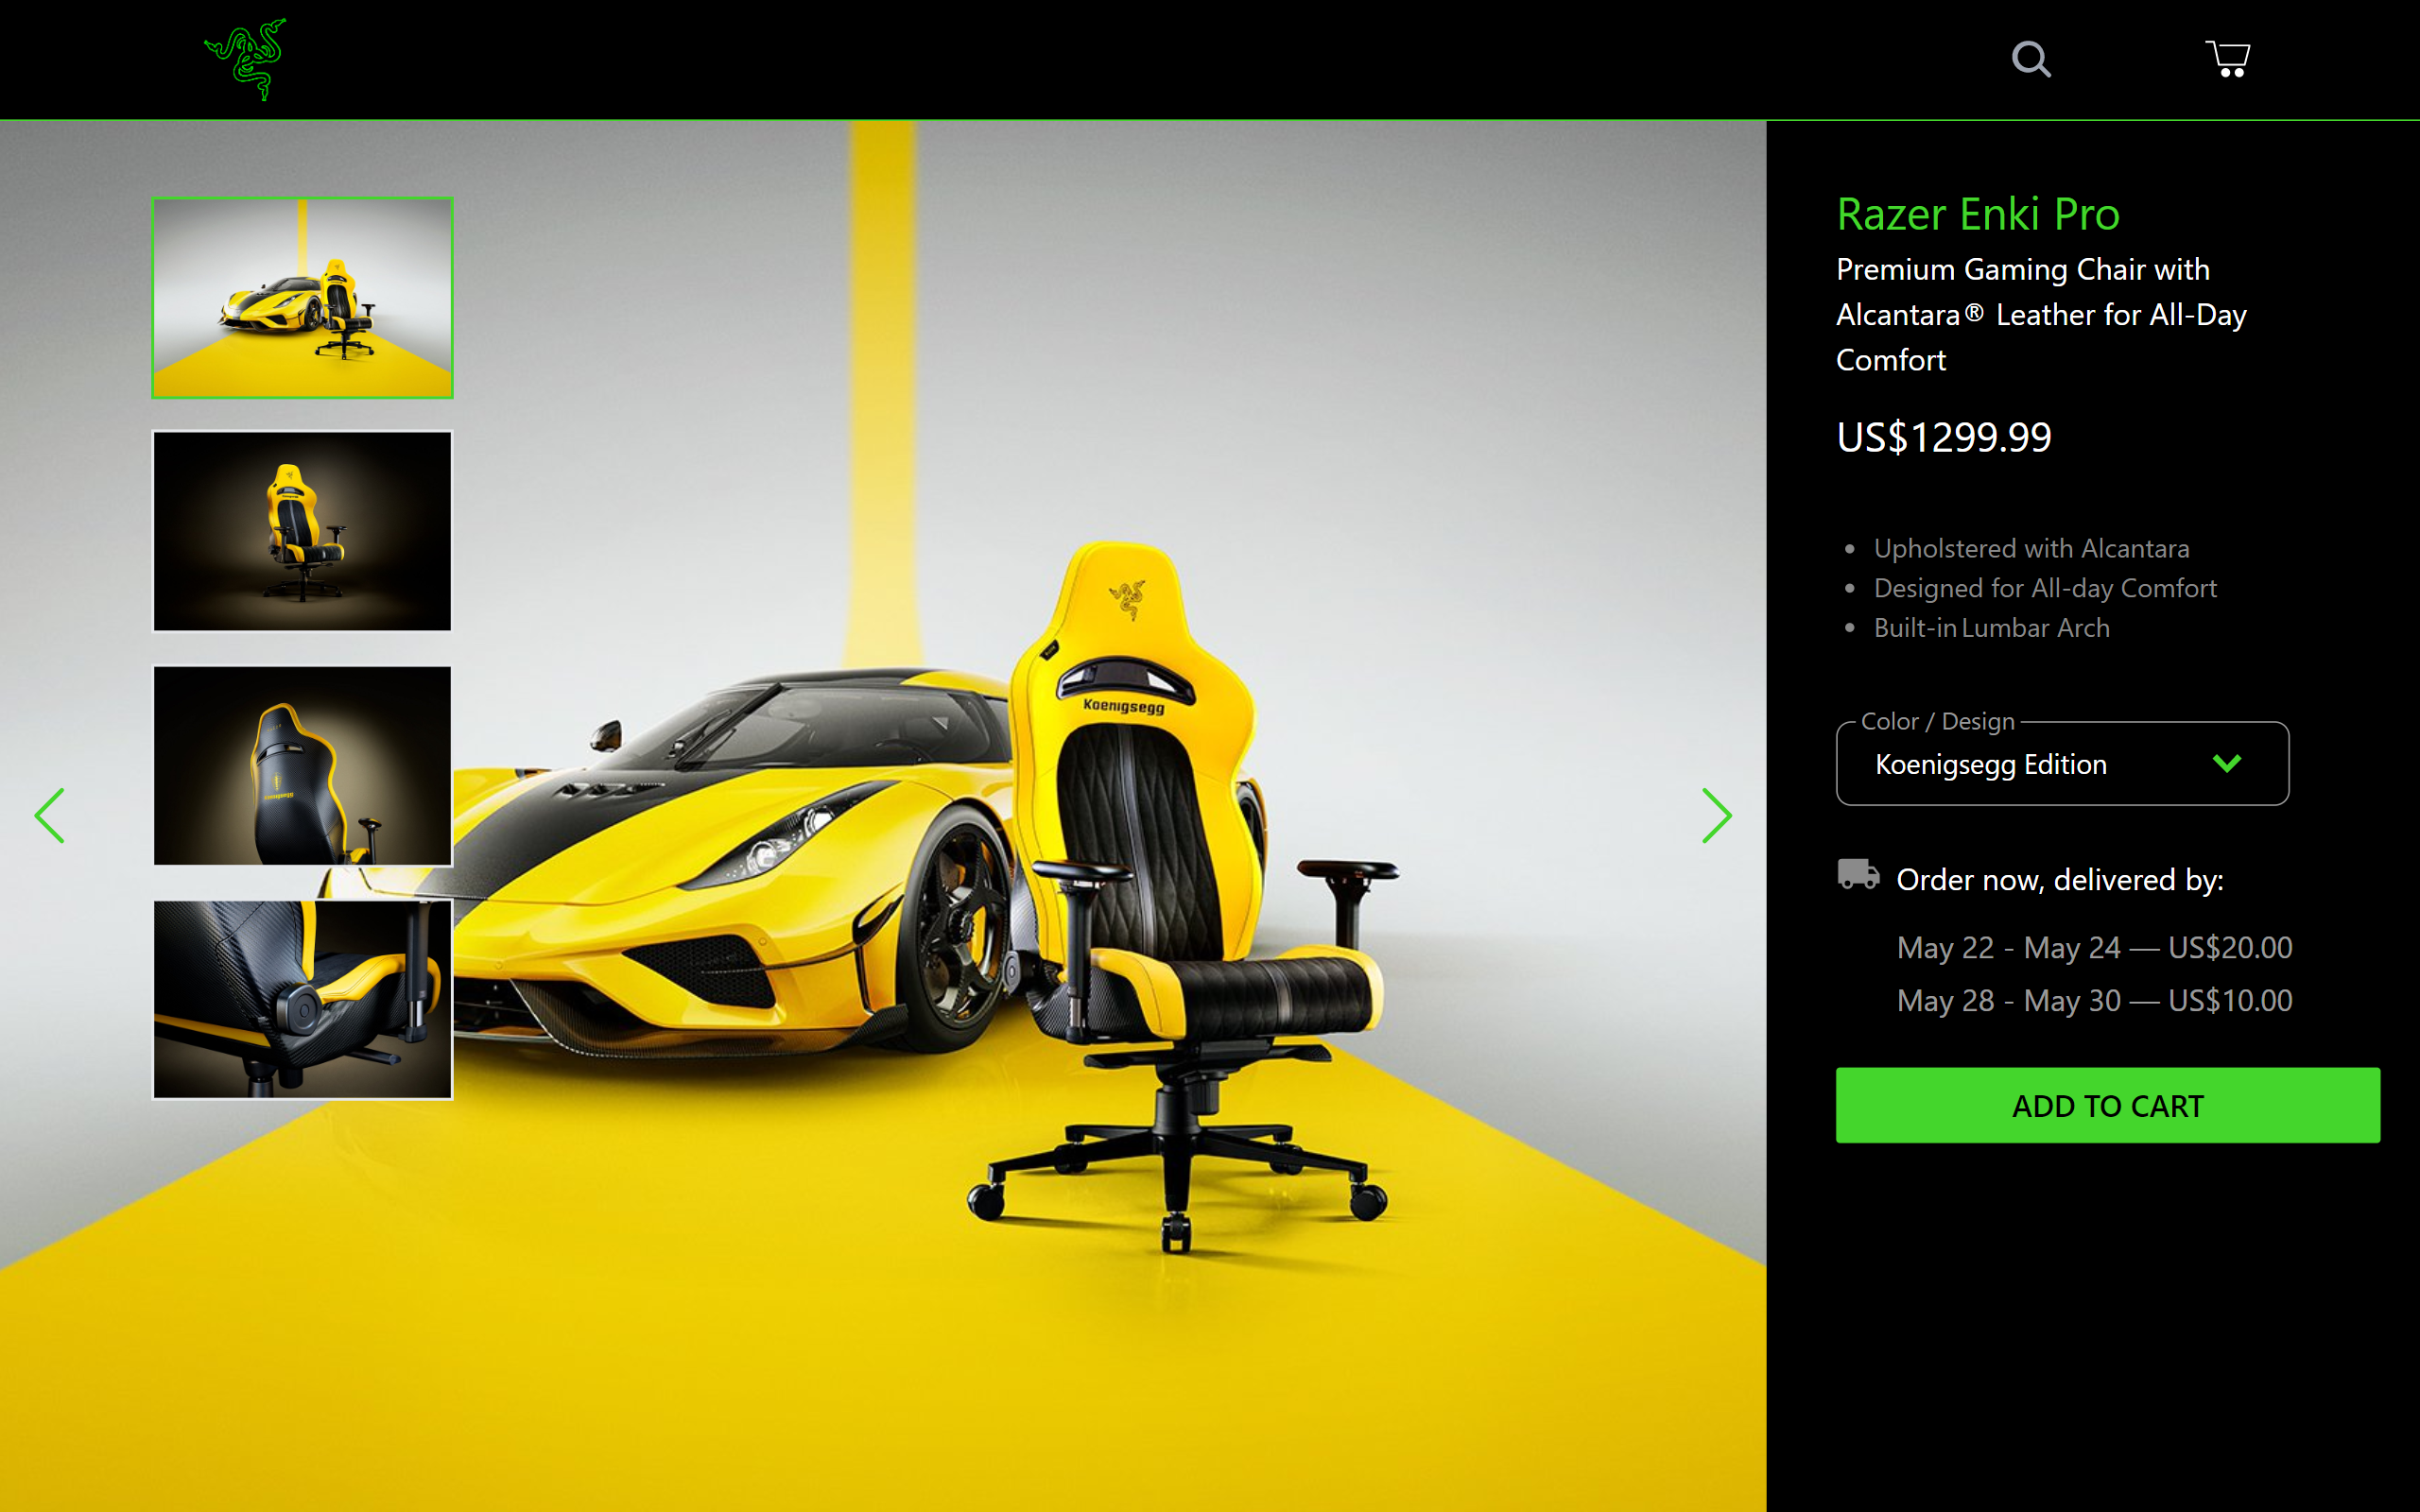 Razer Enki Pro
Premium Gaming Chair with
Alcantara® Leather for All-Day
Comfort
US$1299.99
Upholstered with Alcantara
Designed for All-day Comfort
Built-in Lumbar Arch
Color / Design
Koenigsegg Edition
Order now, delivered by:
May 22 - May 24 — US$20.00
May 28 - May 30 — US$10.00
ADD TO CART
Koenigsegg